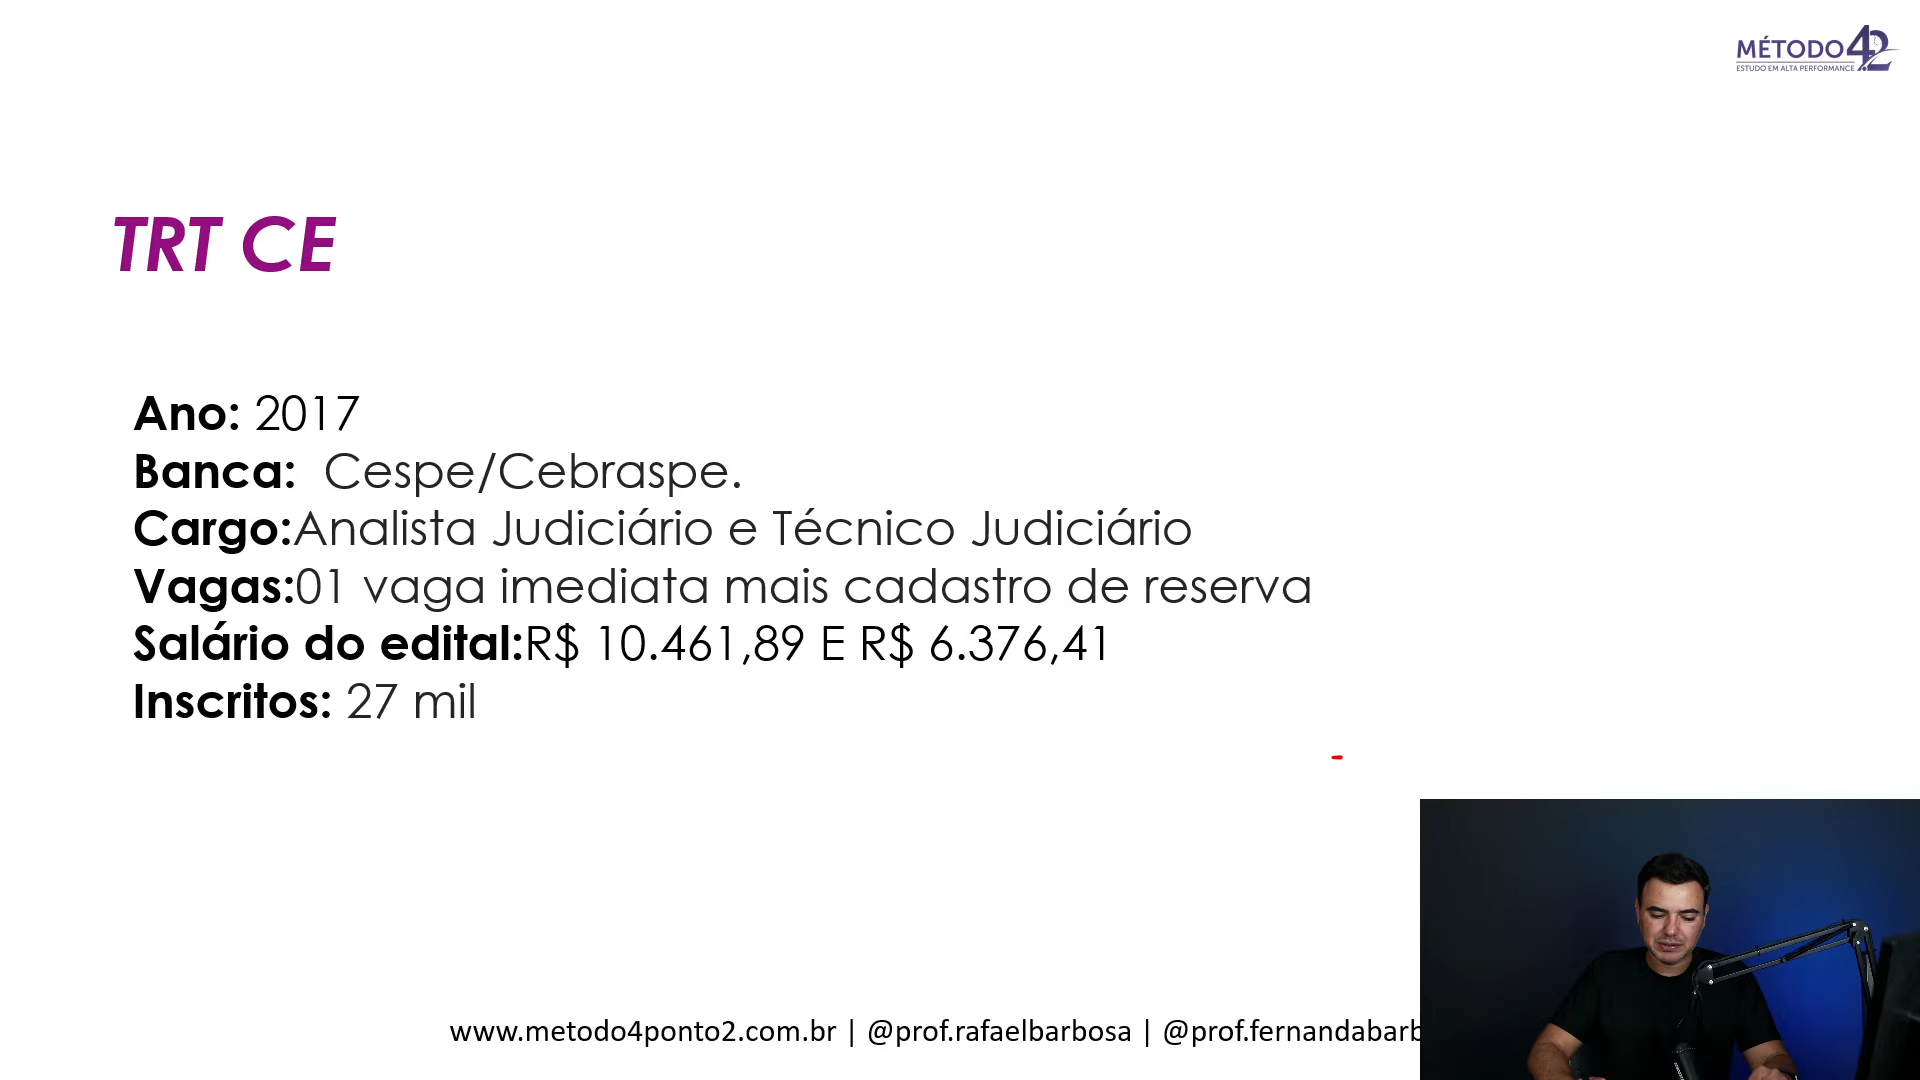 MÉTODO 4.2
ESTUDO EM ALTA PERFORMANCE
TRT CE
Ano: 2017
Banca: Cespe/Cebraspe.
Cargo:Analista Judiciário e Técnico Judiciário
Vagas:01 vaga imediata mais cadastro de reserva
Salário do edital:R$ 10.461,89 E R$ 6.376,41
Inscritos: 27 mil
www.metodo4ponto2.com.br | @prof.rafaelbarbosa | @prof.fernandabarb